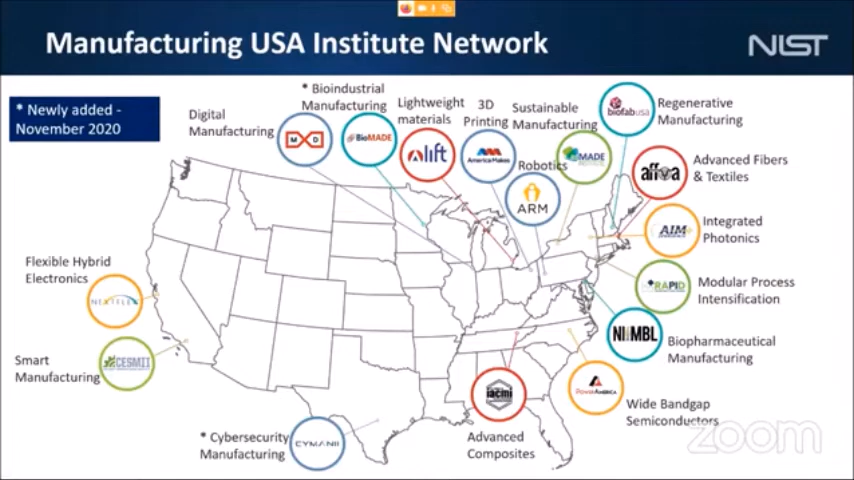 Manufacturing USA Institute Network
NIST
* Newly added -
November 2020
Digital
Manufacturing
M D
* Bioindustrial
Manufacturing
BioMADE
Lightweight
materials
alift
3D
Printing
America Makes
Sustainable
Manufacturing
Robotics
ARM
biofabusa
Regenerative
Manufacturing
affoa
Advanced Fibers
& Textiles
AIM
Integrated
Photonics
RAPID
Modular Process
Intensification
NIIMBL
Biopharmaceutical
Manufacturing
PowerAmerica
Wide Bandgap
Semiconductors
iacmi
Advanced
Composites
* Cybersecurity
Manufacturing
CYMANII
Flexible Hybrid
Electronics
NEXTFLEX
Smart
Manufacturing
CESMII
zoom